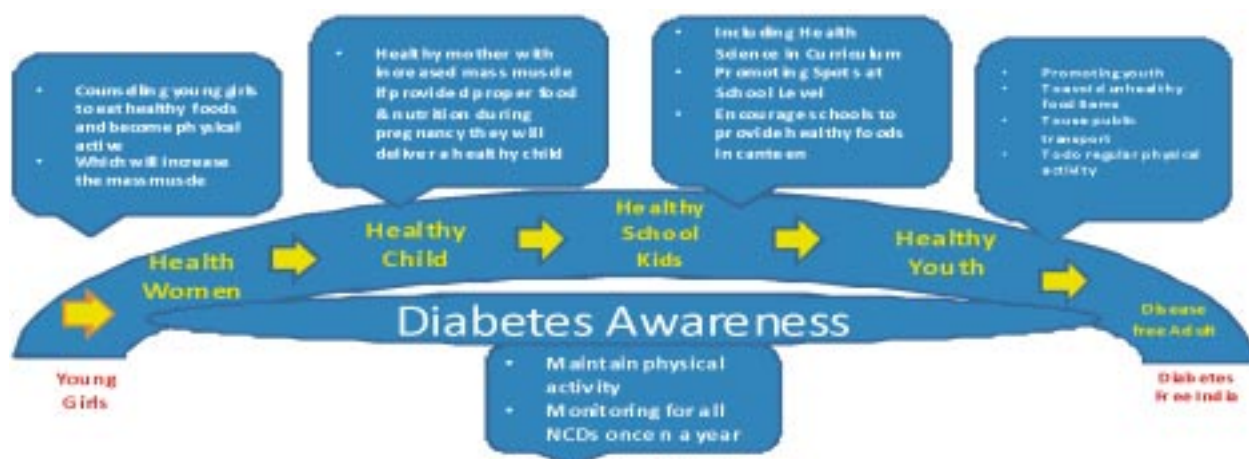 • Counselling young girls
to eat healthy foods
and become physical
active
• Which will increase
the mass muscle
• Healthy mother with
increased mass muscle
If provided proper food
& nutrition during
pregnancy they will
deliver a healthy child
• Including Health
Science in Curriculum
• Promoting Spots at
School Level
• Encourage schools to
provide healthy foods
in canteen
• Promoting youth
• To avoid unhealthy
food items
• To use public
transport
• To do regular physical
activity
Young
Girls
Health
Women
Healthy
Child
Healthy
School
Kids
Healthy
Youth
Disease
free Adult
Diabetes
Free India
Diabetes Awareness
• Maintain physical
activity
• Monitoring for all
NCDs once n a year